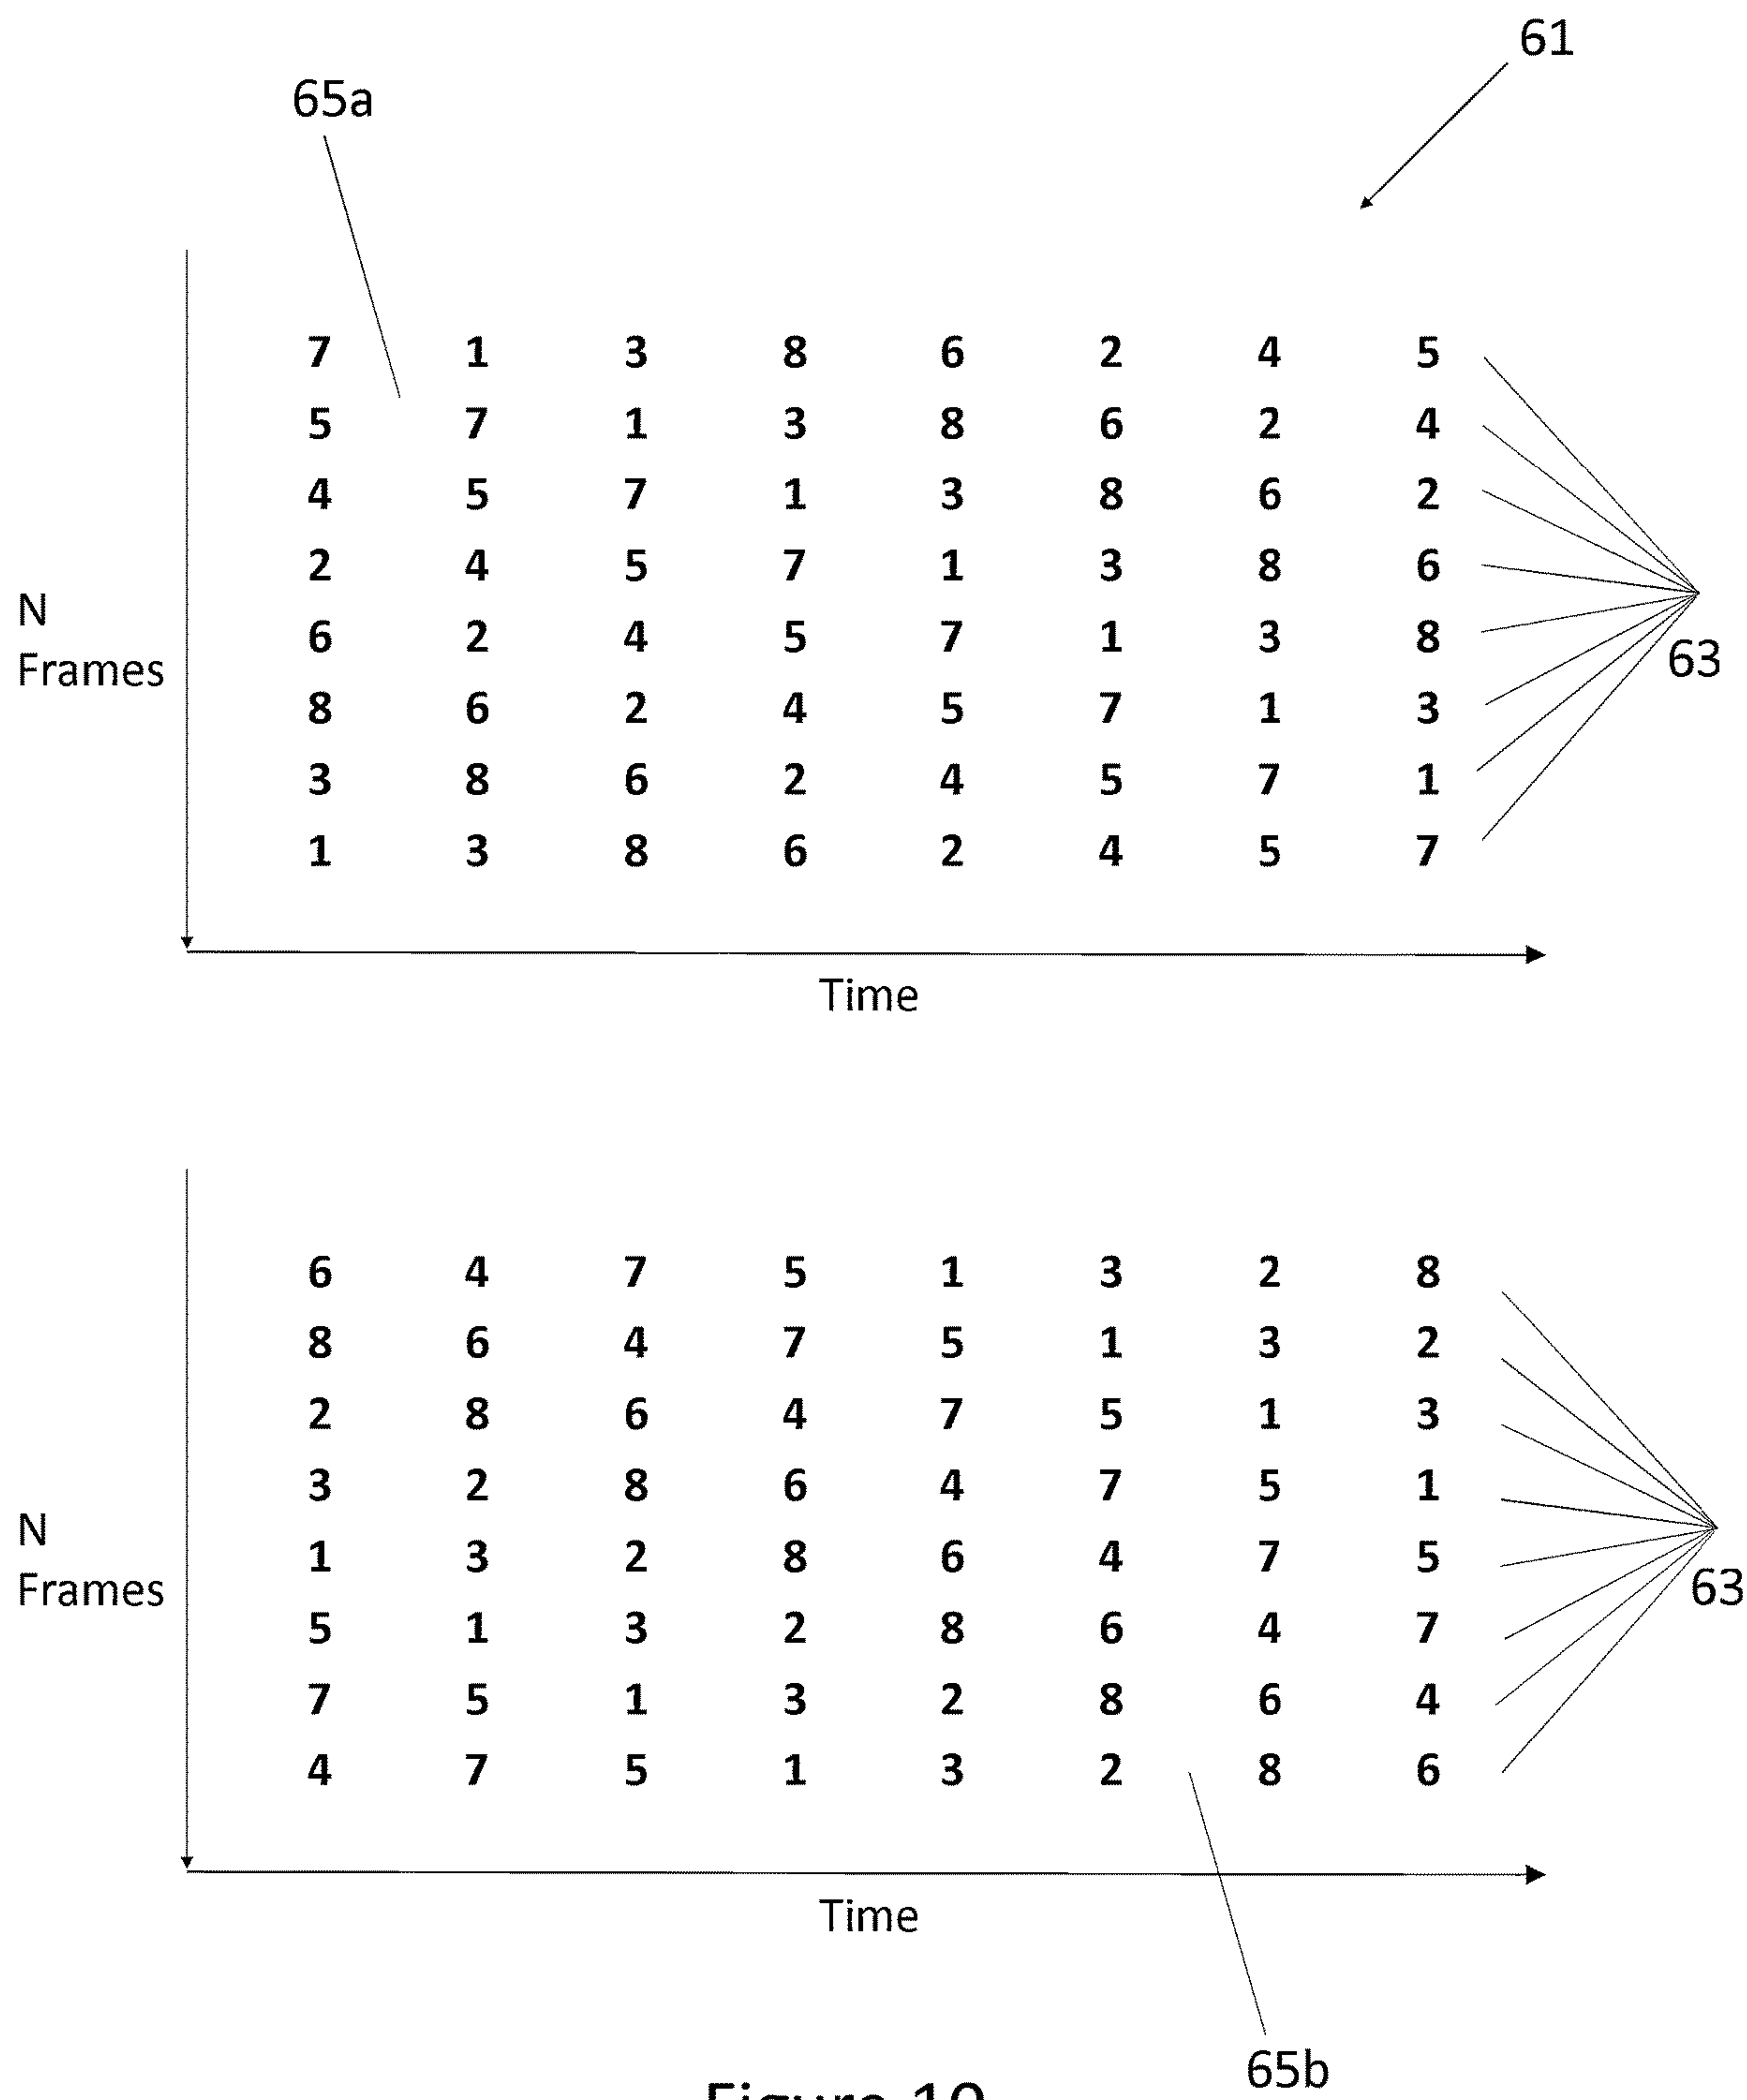 61
65a
7 1 3 8 6 2 4 5
5 7 1 3 8 6 2 4
4 5 7 1 3 8 6 2
2 4 5 7 1 3 8 6
N
Frames
6 2 4 5 7 1 3 8
63
8 6 2 4 5 7 1 3
3 8 6 2 4 5 7 1
1 3 8 6 2 4 5 7
Time
6 4 7 5 1 3 2 8
8 6 4 7 5 1 3 2
2 8 6 4 7 5 1 3
3 2 8 6 4 7 5 1
N
Frames
1 3 2 8 6 4 7 5
63
5 1 3 2 8 6 4 7
7 5 1 3 2 8 6 4
4 7 5 1 3 2 8 6
Time
65b
Figure 10